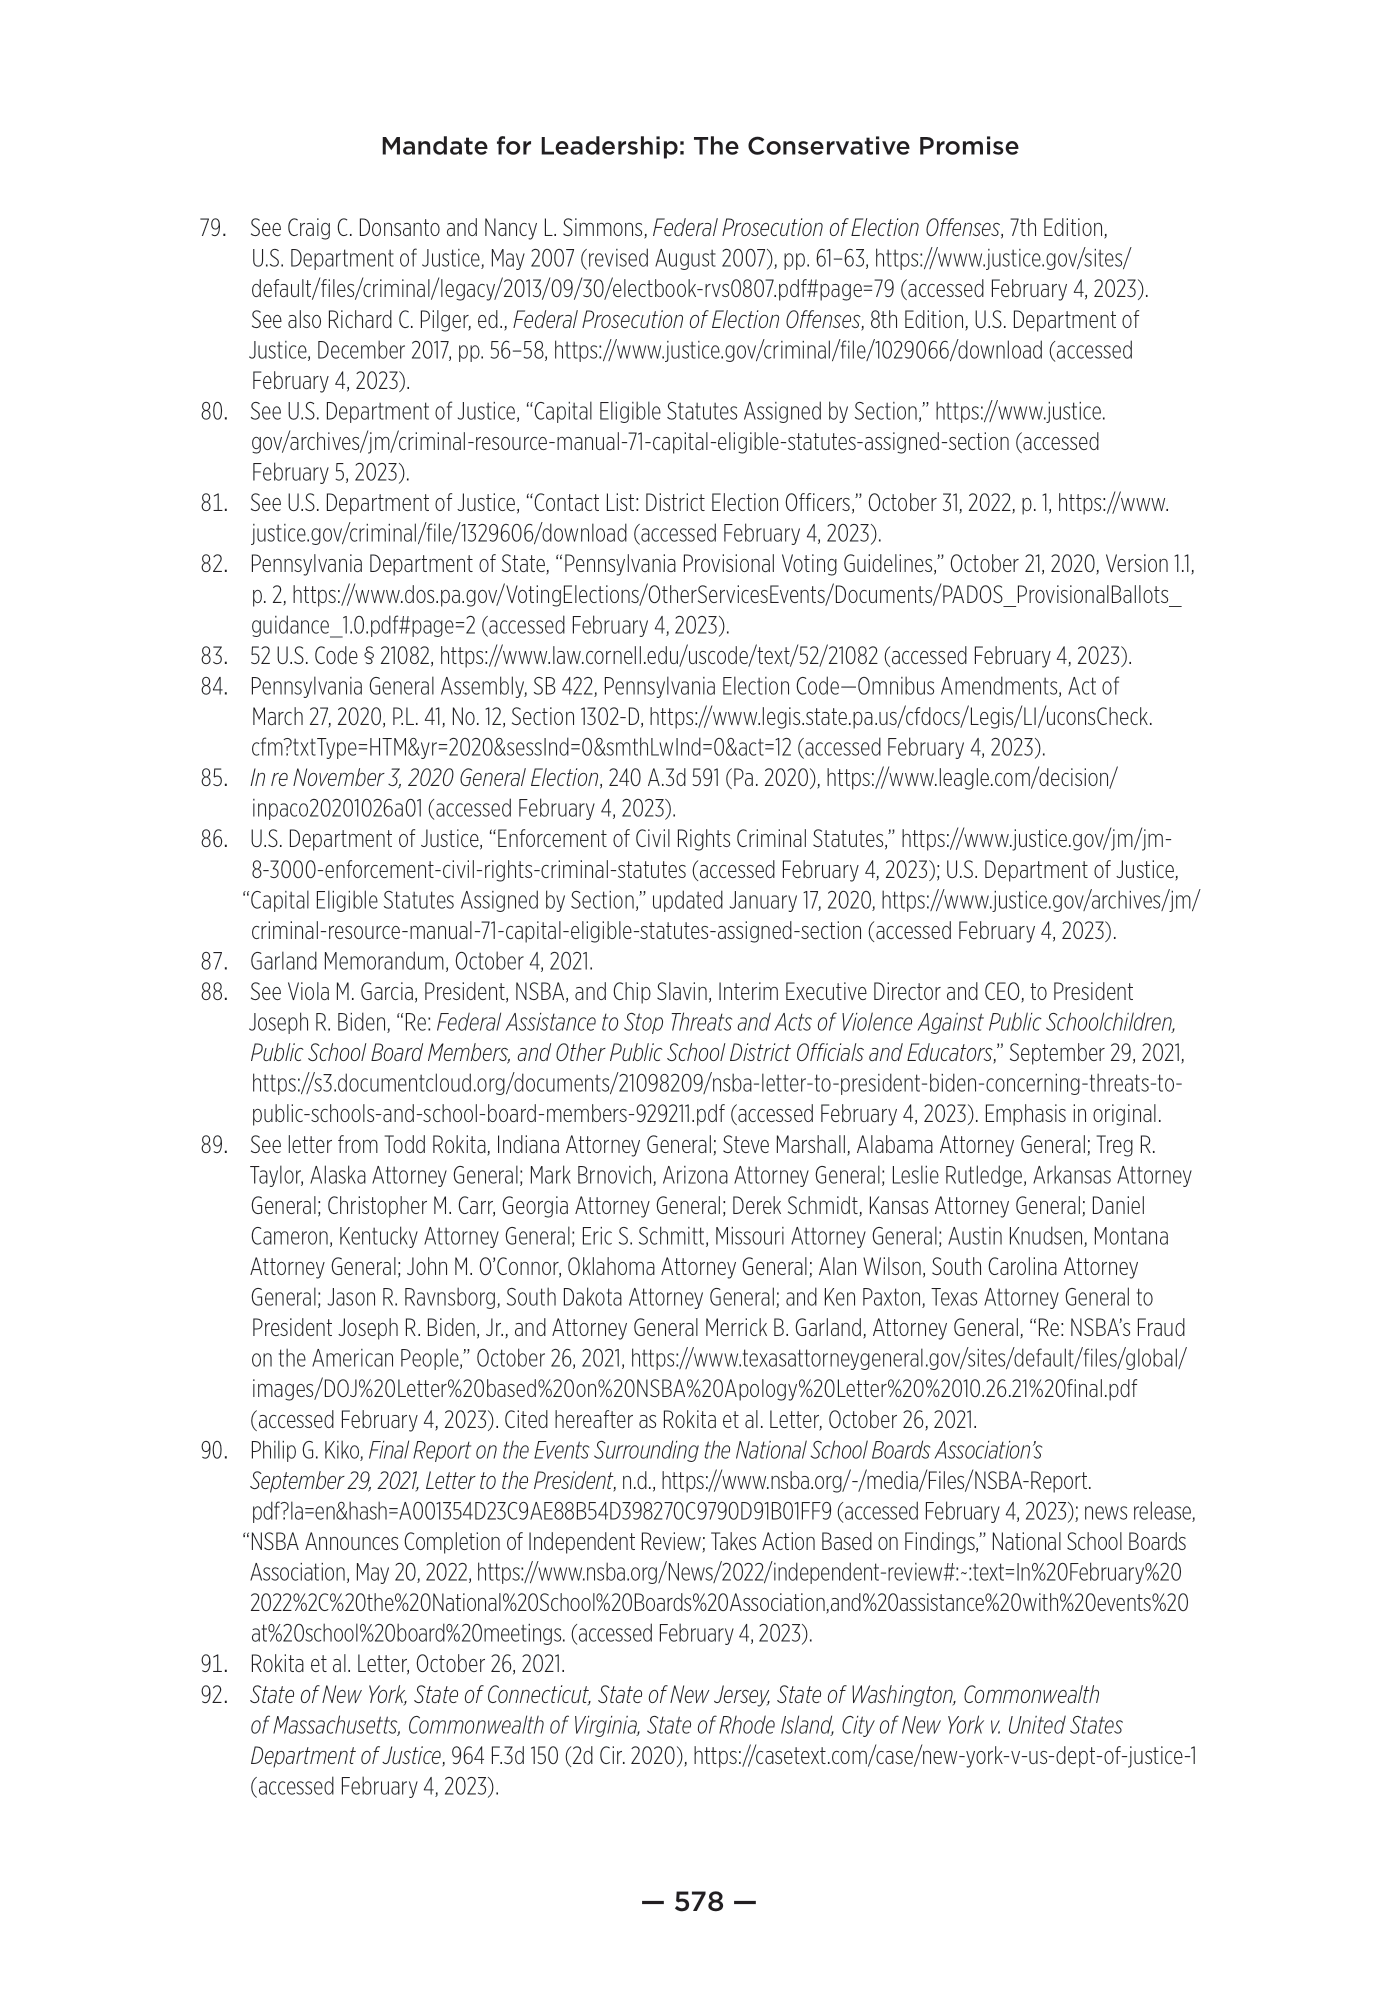 Mandate for Leadership: The Conservative Promise
79. See Craig C. Donsanto and Nancy L. Simmons, Federal Prosecution of Election Offenses, 7th Edition,
U.S. Department of Justice, May 2007 (revised August 2007), pp. 61–63, https://www.justice.gov/sites/
default/files/criminal/legacy/2013/09/30/electbook-rvs0807.pdf#page=79 (accessed February 4, 2023).
See also Richard C. Pilger, ed., Federal Prosecution of Election Offenses, 8th Edition, U.S. Department of
Justice, December 2017, pp. 56–58, https://www.justice.gov/criminal/file/1029066/download (accessed
February 4, 2023).
80. See U.S. Department of Justice, “Capital Eligible Statutes Assigned by Section,” https://www.justice.
gov/archives/jm/criminal-resource-manual-71-capital-eligible-statutes-assigned-section (accessed
February 5, 2023).
81. See U.S. Department of Justice, “Contact List: District Election Officers,” October 31, 2022, p. 1, https://www.
justice.gov/criminal/file/1329606/download (accessed February 4, 2023).
82. Pennsylvania Department of State, “Pennsylvania Provisional Voting Guidelines,” October 21, 2020, Version 1.1,
p. 2, https://www.dos.pa.gov/VotingElections/OtherServicesEvents/Documents/PADOS_ProvisionalBallots_
guidance_1.0.pdf#page=2 (accessed February 4, 2023).
83. 52 U.S. Code § 21082, https://www.law.cornell.edu/uscode/text/52/21082 (accessed February 4, 2023).
84. Pennsylvania General Assembly, SB 422, Pennsylvania Election Code—Omnibus Amendments, Act of
March 27, 2020, P.L. 41, No. 12, Section 1302-D, https://www.legis.state.pa.us/cfdocs/Legis/LI/uconsCheck.
cfm?txtType=HTM&yr=2020&sessInd=0&smthLwInd=0&act=12 (accessed February 4, 2023).
85. In re November 3, 2020 General Election, 240 A.3d 591 (Pa. 2020), https://www.leagle.com/decision/
inpaco20201026a01 (accessed February 4, 2023).
86. U.S. Department of Justice, “Enforcement of Civil Rights Criminal Statutes,” https://www.justice.gov/jm/jm-
8-3000-enforcement-civil-rights-criminal-statutes (accessed February 4, 2023); U.S. Department of Justice,
“Capital Eligible Statutes Assigned by Section,” updated January 17, 2020, https://www.justice.gov/archives/jm/
criminal-resource-manual-71-capital-eligible-statutes-assigned-section (accessed February 4, 2023).
87. Garland Memorandum, October 4, 2021.
88. See Viola M. Garcia, President, NSBA, and Chip Slavin, Interim Executive Director and CEO, to President
Joseph R. Biden, “Re: Federal Assistance to Stop Threats and Acts of Violence Against Public Schoolchildren,
Public School Board Members, and Other Public School District Officials and Educators,” September 29, 2021,
https://s3.documentcloud.org/documents/21098209/nsba-letter-to-president-biden-concerning-threats-to-
public-schools-and-school-board-members-929211.pdf (accessed February 4, 2023). Emphasis in original.
89. See letter from Todd Rokita, Indiana Attorney General; Steve Marshall, Alabama Attorney General; Treg R.
Taylor, Alaska Attorney General; Mark Brnovich, Arizona Attorney General; Leslie Rutledge, Arkansas Attorney
General; Christopher M. Carr, Georgia Attorney General; Derek Schmidt, Kansas Attorney General; Daniel
Cameron, Kentucky Attorney General; Eric S. Schmitt, Missouri Attorney General; Austin Knudsen, Montana
Attorney General; John M. O’Connor, Oklahoma Attorney General; Alan Wilson, South Carolina Attorney
General; Jason R. Ravnsborg, South Dakota Attorney General; and Ken Paxton, Texas Attorney General to
President Joseph R. Biden, Jr., and Attorney General Merrick B. Garland, Attorney General, “Re: NSBA’s Fraud
on the American People,” October 26, 2021, https://www.texasattorneygeneral.gov/sites/default/files/global/
images/DOJ%20Letter%20based%20on%20NSBA%20Apology%20Letter%20%2010.26.21%20final.pdf
(accessed February 4, 2023). Cited hereafter as Rokita et al. Letter, October 26, 2021.
90. Philip G. Kiko, Final Report on the Events Surrounding the National School Boards Association’s
September 29, 2021, Letter to the President, n.d., https://www.nsba.org/-/media/Files/NSBA-Report.
pdf?la=en&hash=A001354D23C9AE88B54D398270C9790D91B01FF9 (accessed February 4, 2023); news release,
“NSBA Announces Completion of Independent Review; Takes Action Based on Findings,” National School Boards
Association, May 20, 2022, https://www.nsba.org/News/2022/independent-review#:~:text=In%20February%20
2022%2C%20the%20National%20School%20Boards%20Association,and%20assistance%20with%20events%20
at%20school%20board%20meetings. (accessed February 4, 2023).
91. Rokita et al. Letter, October 26, 2021.
92. State of New York, State of Connecticut, State of New Jersey, State of Washington, Commonwealth
of Massachusetts, Commonwealth of Virginia, State of Rhode Island, City of New York v. United States
Department of Justice, 964 F.3d 150 (2d Cir. 2020), https://casetext.com/case/new-york-v-us-dept-of-justice-1
(accessed February 4, 2023).
— 578 —